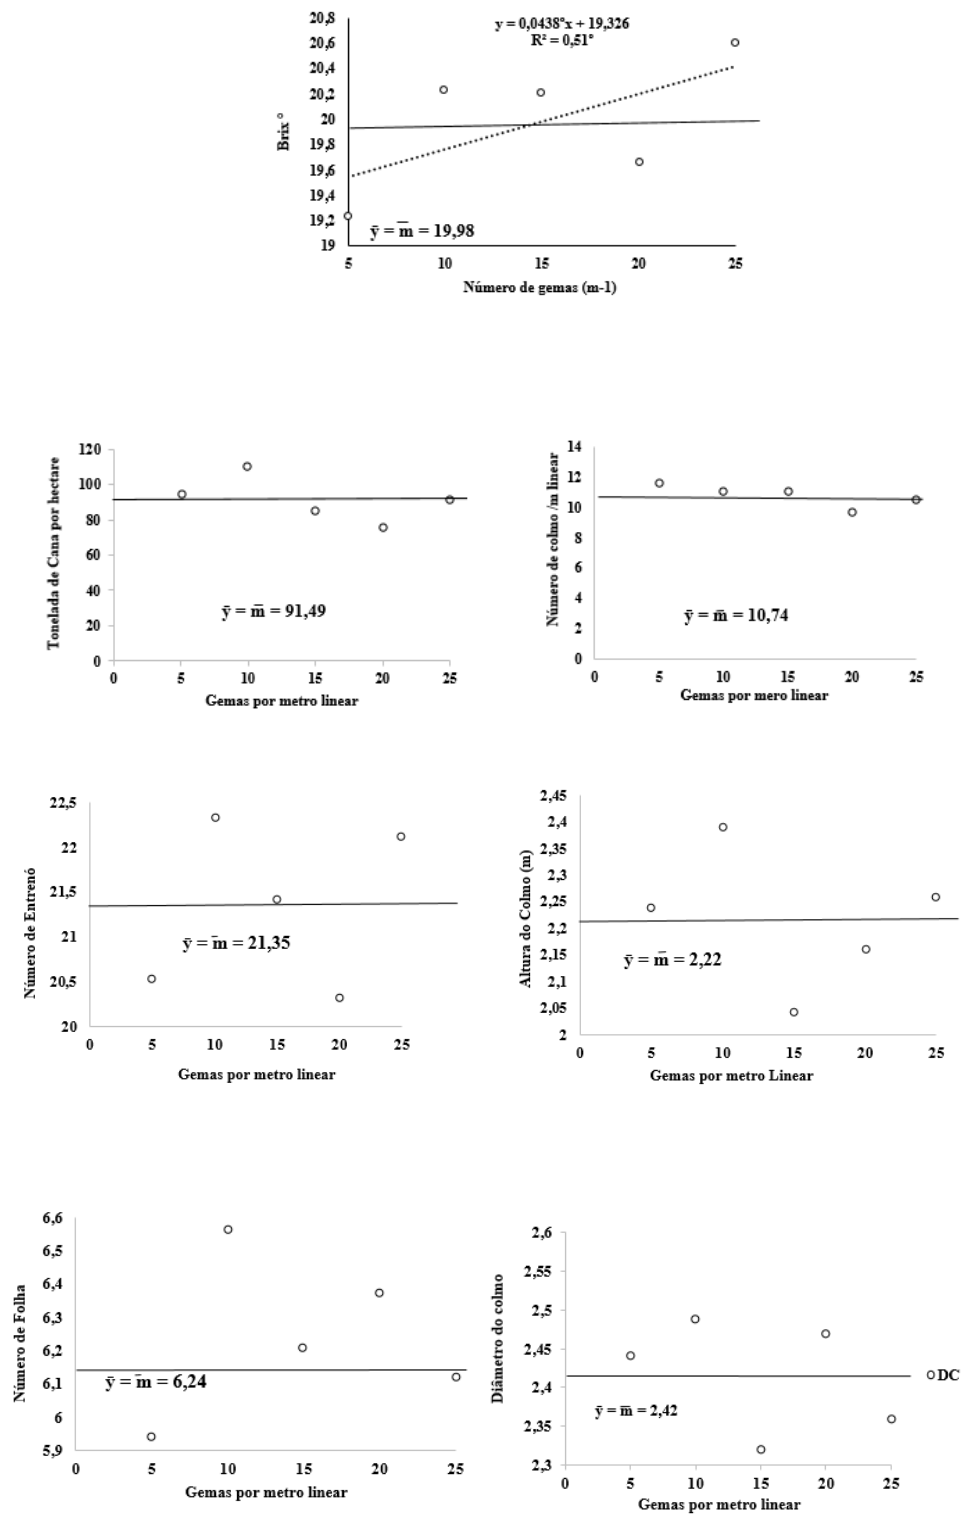 20,8
20,6
20,4
20,2
20
19,8
19,6
19,4
19,2
19
Brix °
y = 0,0438°x + 19,326
R² = 0,51°
ȳ = m̅ = 19,98
5 10 15 20 25
Número de gemas (m-1)
120
100
80
60
40
20
0
Tonelada de Cana por hectare
ȳ = m̅ = 91,49
0 5 10 15 20 25
Gemas por metro linear
14
12
10
8
6
4
2
0
Número de colmo /m linear
ȳ = m̅ = 10,74
0 5 10 15 20 25
Gemas por mero linear
22,5
22
21,5
21
20,5
20
Número de Entrenó
ȳ = m̅ = 21,35
0 5 10 15 20 25
Gemas por metro linear
2,45
2,4
2,35
2,3
2,25
2,2
2,15
2,1
2,05
2
Altura do Colmo (m)
ȳ = m̅ = 2,22
0 5 10 15 20 25
Gemas por metro Linear
6,6
6,5
6,4
6,3
6,2
6,1
6
5,9
Número de Folha
ȳ = m̅ = 6,24
0 5 10 15 20 25
Gemas por metro linear
2,6
2,55
2,5
2,45
2,4
2,35
2,3
Diâmetro do colmo
ȳ = m̅ = 2,42
DC
0 5 10 15 20 25
Gemas por metro linear